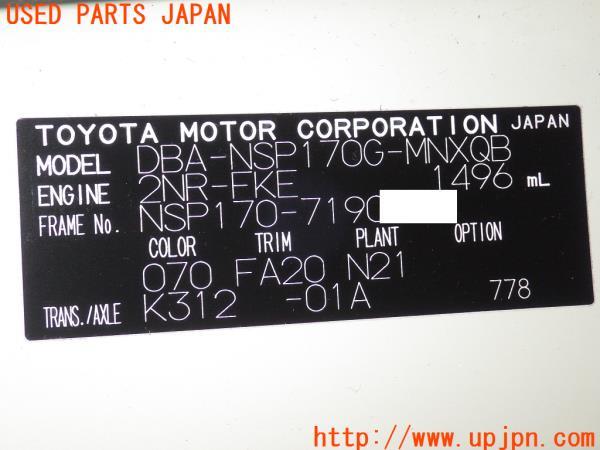 USED PARTS JAPAN
TOYOTA MOTOR CORPORATION JAPAN
MODEL DBA-NSP170G-MNXQB
ENGINE 2NR-FKE 1496 mL
FRAME No. NSP170-7190
COLOR TRIM PLANT OPTION
070 FA20 N21
TRANS./AXLE K312 -01A 778
http://www.upjpn.com